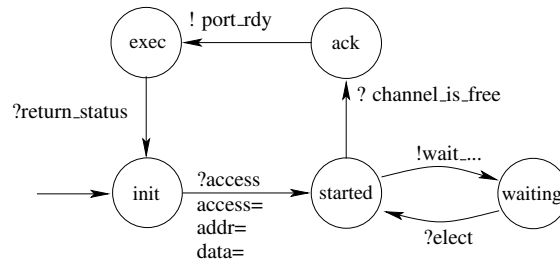 ! port_rdy
exec
ack
?return_status
? channel_is_free
!wait_...
?access
init
started
waiting
access=
addr=
data=
?elect